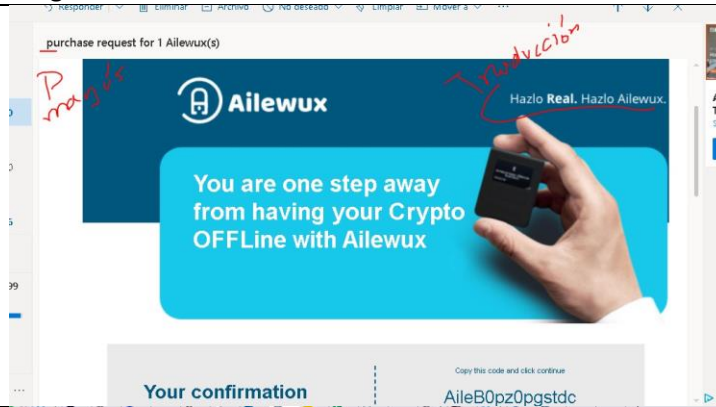 Responder Eliminar Archivo No deseado Limpiar Mover a ...
purchase request for 1 Ailewux(s)
P
mayús
Traducción
Ailewux
Hazlo Real. Hazlo Ailewux.
You are one step away
from having your Crypto
OFFLine with Ailewux
99
Your confirmation
Copy this code and click continue
AileB0pz0pgstdc